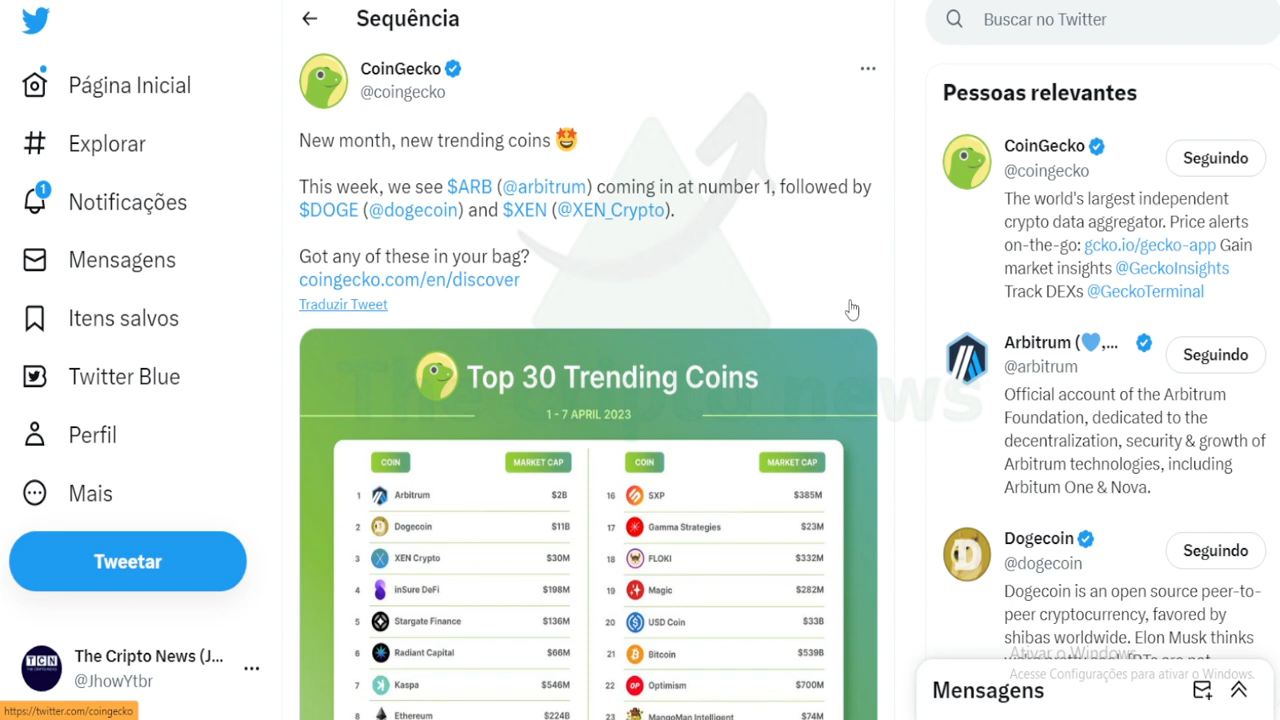 Sequência
Buscar no Twitter
Página Inicial
Explorar
1
Notificações
Mensagens
Itens salvos
Twitter Blue
Perfil
Mais
Tweetar
TCN
The Cripto News (J...
@JhowYtbr
https://twitter.com/coingecko
CoinGecko
@coingecko
New month, new trending coins 🤩
This week, we see $ARB (@arbitrum) coming in at number 1, followed by
$DOGE (@dogecoin) and $XEN (@XEN_Crypto).
Got any of these in your bag?
coingecko.com/en/discover
Traduzir Tweet
Top 30 Trending Coins
1 - 7 APRIL 2023
COIN MARKET CAP
1 Arbitrum $2B
2 Dogecoin $11B
3 XEN Crypto $30M
4 inSure DeFi $198M
5 Stargate Finance $136M
6 Radiant Capital $66M
7 Kaspa $546M
8 Ethereum $224B
COIN MARKET CAP
16 SXP $385M
17 Gamma Strategies $23M
18 FLOKI $332M
19 Magic $282M
20 USD Coin $33B
21 Bitcoin $539B
22 Optimism $700M
23 MangoMan Intelligent $74M
The Cripto news
Pessoas relevantes
CoinGecko
@coingecko
Seguindo
The world's largest independent
crypto data aggregator. Price alerts
on-the-go: gcko.io/gecko-app Gain
market insights @GeckoInsights
Track DEXs @GeckoTerminal
Arbitrum (💙,...
@arbitrum
Seguindo
Official account of the Arbitrum
Foundation, dedicated to the
decentralization, security & growth of
Arbitrum technologies, including
Arbitum One & Nova.
Dogecoin
@dogecoin
Seguindo
Dogecoin is an open source peer-to-
peer cryptocurrency, favored by
shibas worldwide. Elon Musk thinks
Ativar o Windows
Acesse Configurações para ativar o Windows.
Mensagens